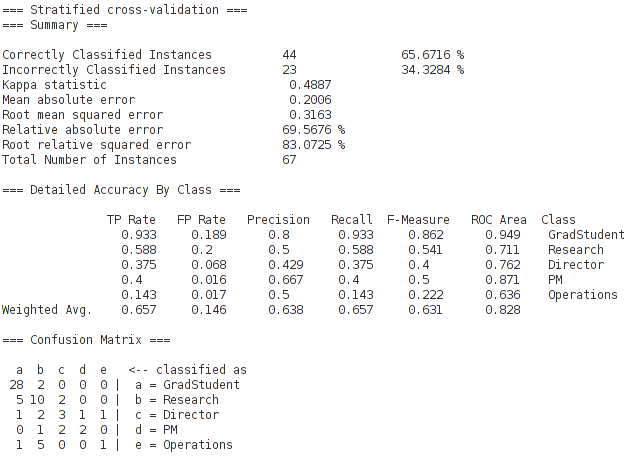 === Stratified cross-validation ===
=== Summary ===
Correctly Classified Instances 44 65.6716 %
Incorrectly Classified Instances 23 34.3284 %
Kappa statistic 0.4887
Mean absolute error 0.2006
Root mean squared error 0.3163
Relative absolute error 69.5676 %
Root relative squared error 83.0725 %
Total Number of Instances 67
=== Detailed Accuracy By Class ===
TP Rate FP Rate Precision Recall F-Measure ROC Area Class
0.933 0.189 0.8 0.933 0.862 0.949 GradStudent
0.588 0.2 0.5 0.588 0.541 0.711 Research
0.375 0.068 0.429 0.375 0.4 0.762 Director
0.4 0.016 0.667 0.4 0.5 0.871 PM
0.143 0.017 0.5 0.143 0.222 0.636 Operations
Weighted Avg. 0.657 0.146 0.638 0.657 0.631 0.828
=== Confusion Matrix ===
a b c d e <-- classified as
28 2 0 0 0 | a = GradStudent
5 10 2 0 0 | b = Research
1 2 3 1 1 | c = Director
0 1 2 2 0 | d = PM
1 5 0 0 1 | e = Operations